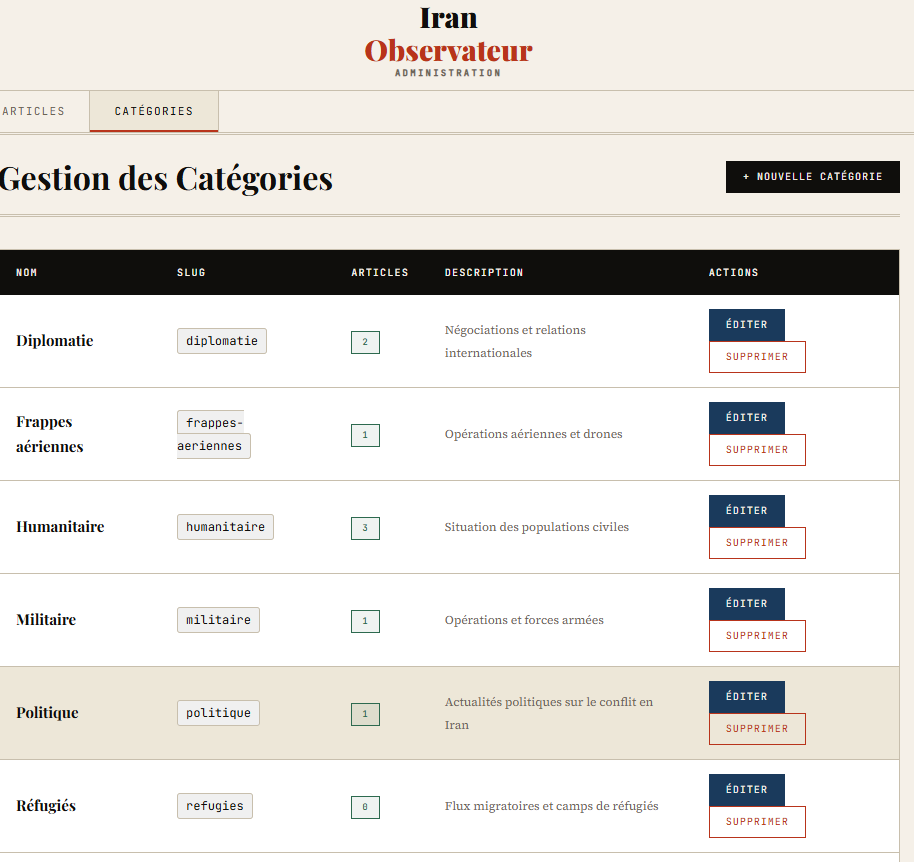 Iran
Observateur
ADMINISTRATION
ARTICLES CATÉGORIES
Gestion des Catégories + NOUVELLE CATÉGORIE
NOM SLUG ARTICLES DESCRIPTION ACTIONS
Diplomatie diplomatie 2 Négociations et relations
internationales
ÉDITER
SUPPRIMER
Frappes
aériennes
frappes-
aeriennes
1 Opérations aériennes et drones
ÉDITER
SUPPRIMER
Humanitaire humanitaire 3 Situation des populations civiles
ÉDITER
SUPPRIMER
Militaire militaire 1 Opérations et forces armées
ÉDITER
SUPPRIMER
Politique politique 1 Actualités politiques sur le conflit en
Iran
ÉDITER
SUPPRIMER
Réfugiés refugies 0 Flux migratoires et camps de réfugiés
ÉDITER
SUPPRIMER